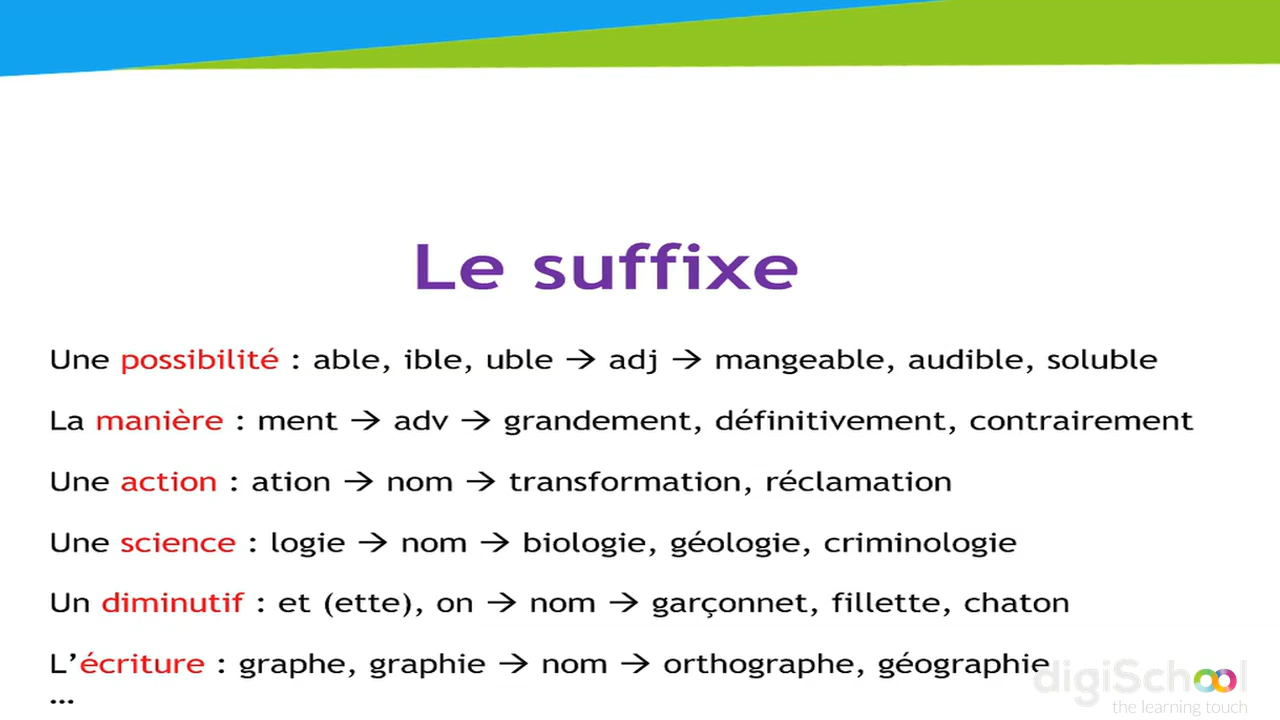 Le suffixe
Une possibilité : able, ible, uble → adj → mangeable, audible, soluble
La manière : ment → adv → grandement, définitivement, contrairement
Une action : ation → nom → transformation, réclamation
Une science : logie → nom → biologie, géologie, criminologie
Un diminutif : et (ette), on → nom → garçonnet, fillette, chaton
L’écriture : graphe, graphie → nom → orthographe, géographie
...
digiSchool
the learning touch